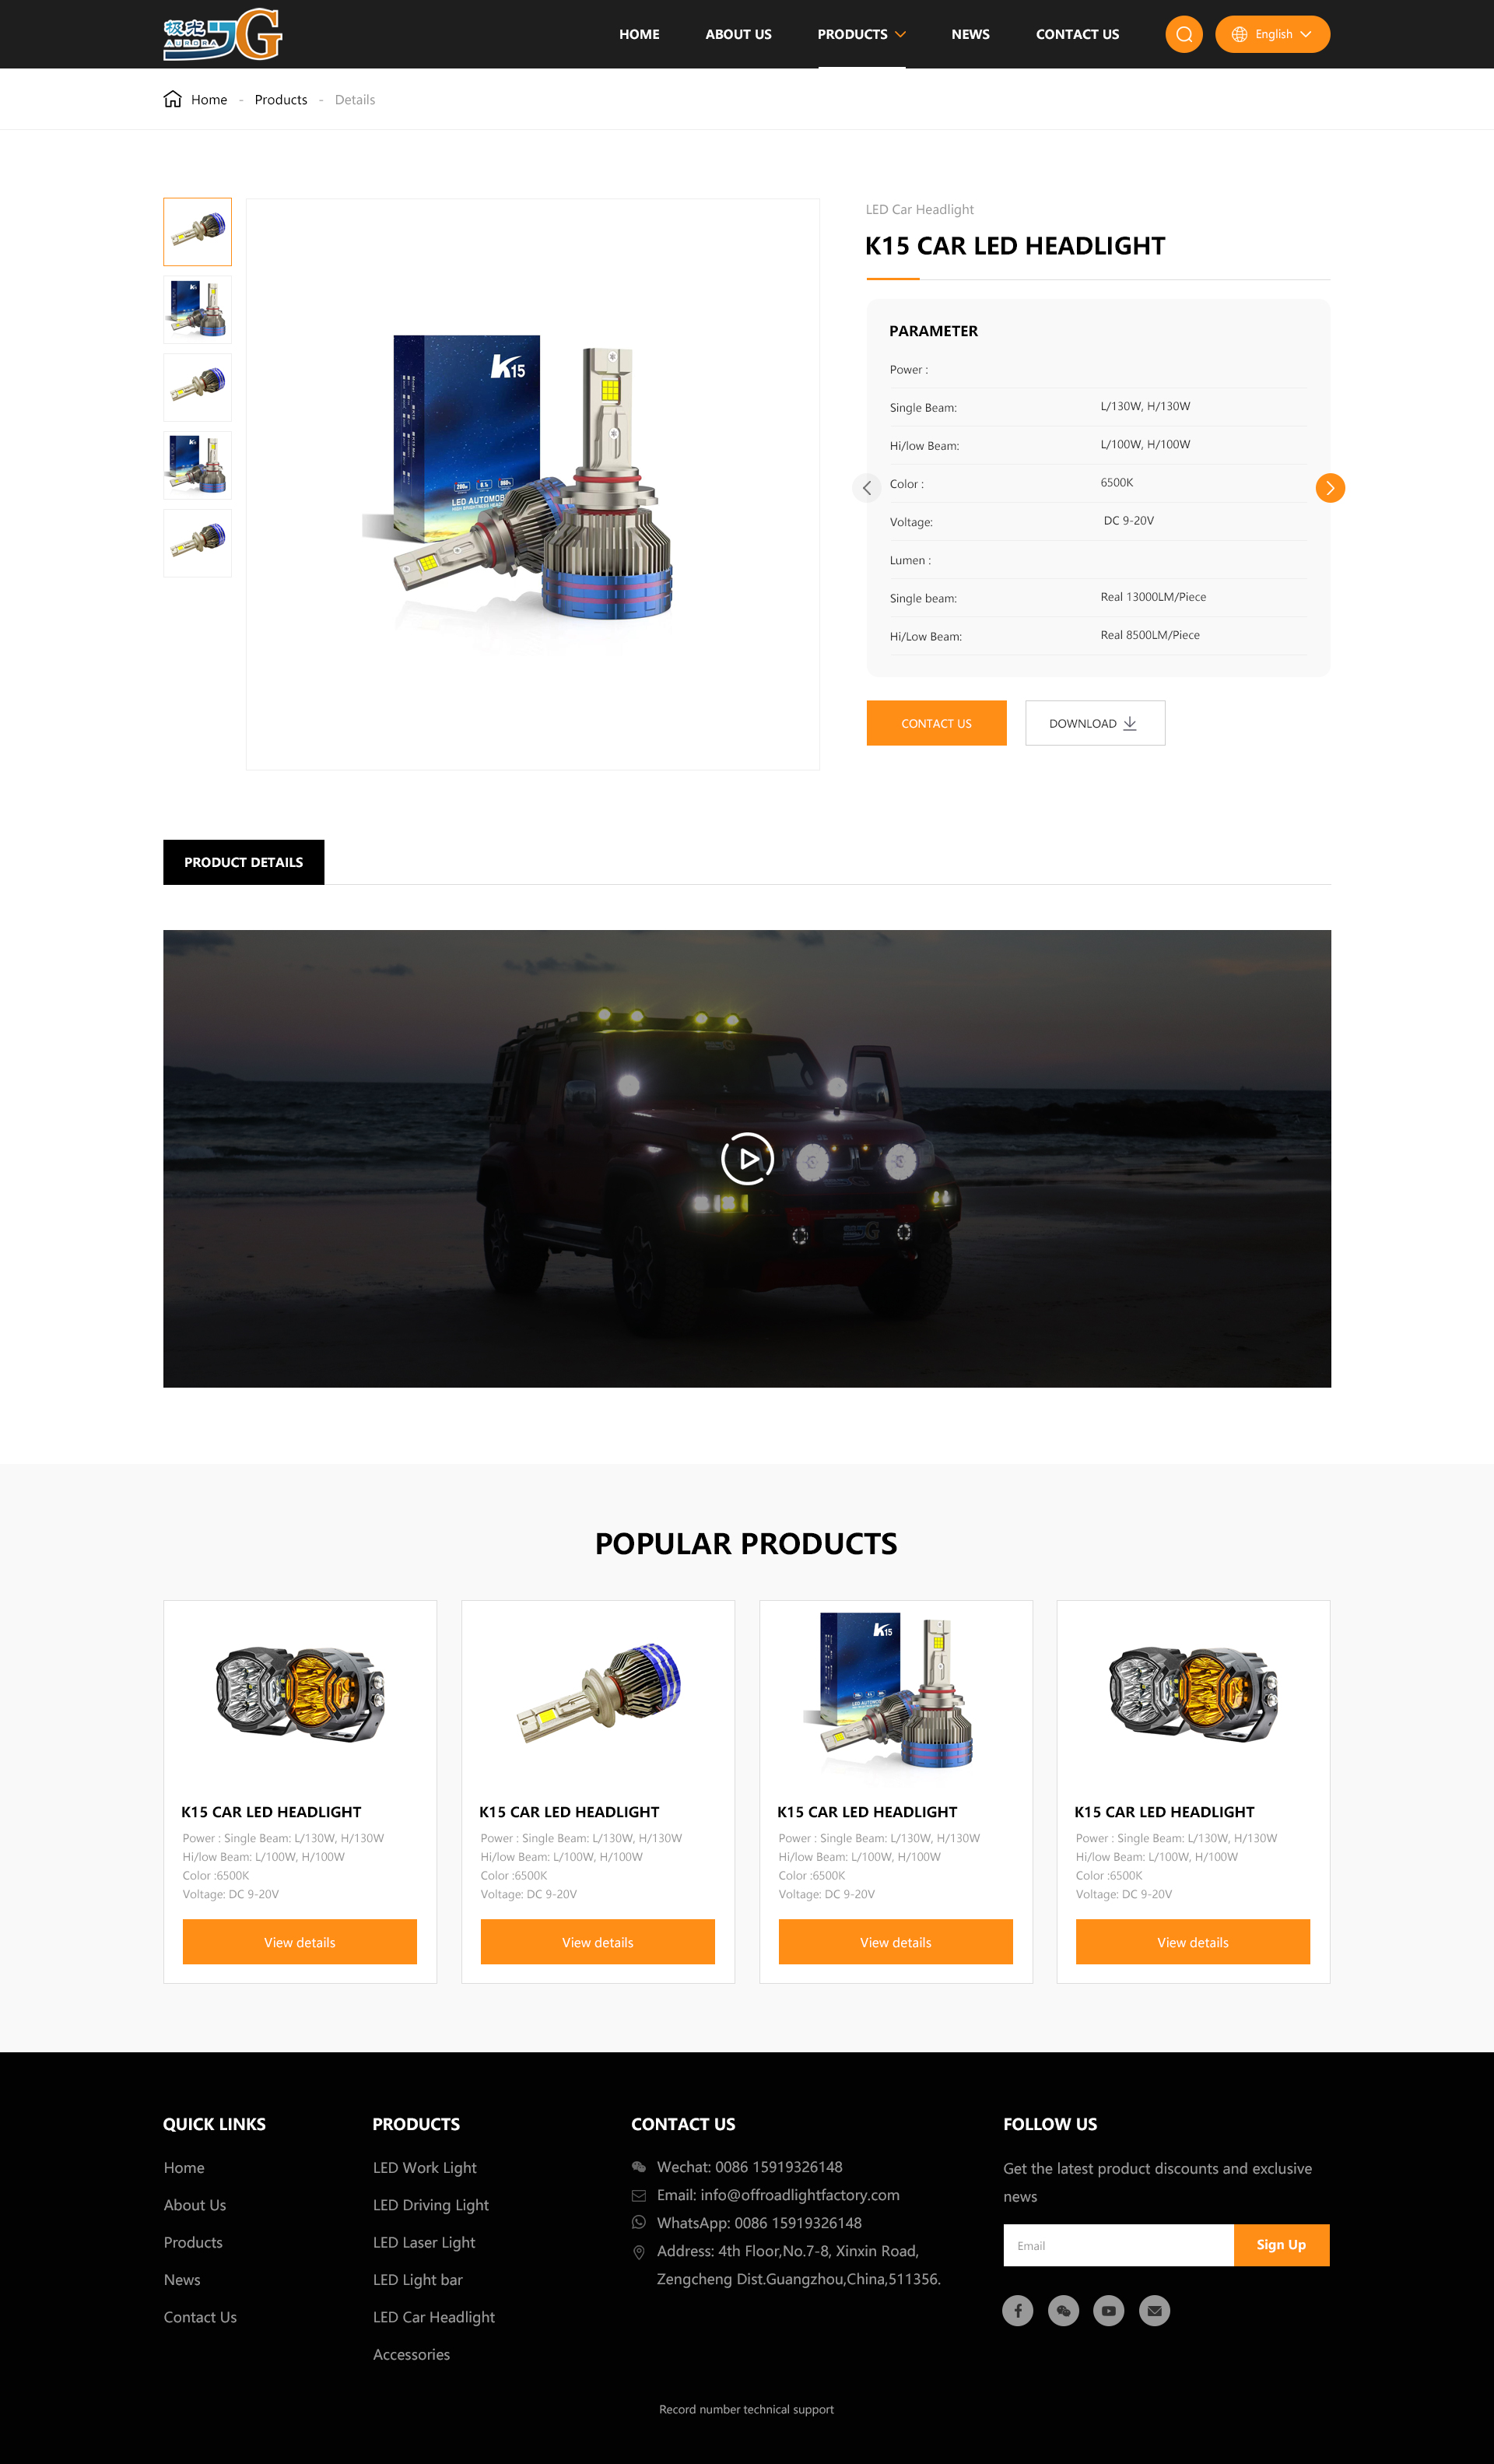 极光
AURORA
JG
HOME
ABOUT US
PRODUCTS
NEWS
CONTACT US
English
Home - Products - Details
LED Car Headlight
K15 CAR LED HEADLIGHT
K15
LED AUTOMOB
PARAMETER
Power :
Single Beam: L/130W, H/130W
Hi/low Beam: L/100W, H/100W
Color : 6500K
Voltage: DC 9-20V
Lumen :
Single beam: Real 13000LM/Piece
Hi/Low Beam: Real 8500LM/Piece
CONTACT US
DOWNLOAD
PRODUCT DETAILS
POPULAR PRODUCTS
K15
LED AUTOMOB
K15 CAR LED HEADLIGHT
Power : Single Beam: L/130W, H/130W
Hi/low Beam: L/100W, H/100W
Color :6500K
Voltage: DC 9-20V
View details
K15 CAR LED HEADLIGHT
Power : Single Beam: L/130W, H/130W
Hi/low Beam: L/100W, H/100W
Color :6500K
Voltage: DC 9-20V
View details
K15 CAR LED HEADLIGHT
Power : Single Beam: L/130W, H/130W
Hi/low Beam: L/100W, H/100W
Color :6500K
Voltage: DC 9-20V
View details
K15 CAR LED HEADLIGHT
Power : Single Beam: L/130W, H/130W
Hi/low Beam: L/100W, H/100W
Color :6500K
Voltage: DC 9-20V
View details
QUICK LINKS
Home
About Us
Products
News
Contact Us
PRODUCTS
LED Work Light
LED Driving Light
LED Laser Light
LED Light bar
LED Car Headlight
Accessories
CONTACT US
Wechat: 0086 15919326148
Email: info@offroadlightfactory.com
WhatsApp: 0086 15919326148
Address: 4th Floor,No.7-8, Xinxin Road,
Zengcheng Dist.Guangzhou,China,511356.
FOLLOW US
Get the latest product discounts and exclusive
news
Email
Sign Up
Record number technical support